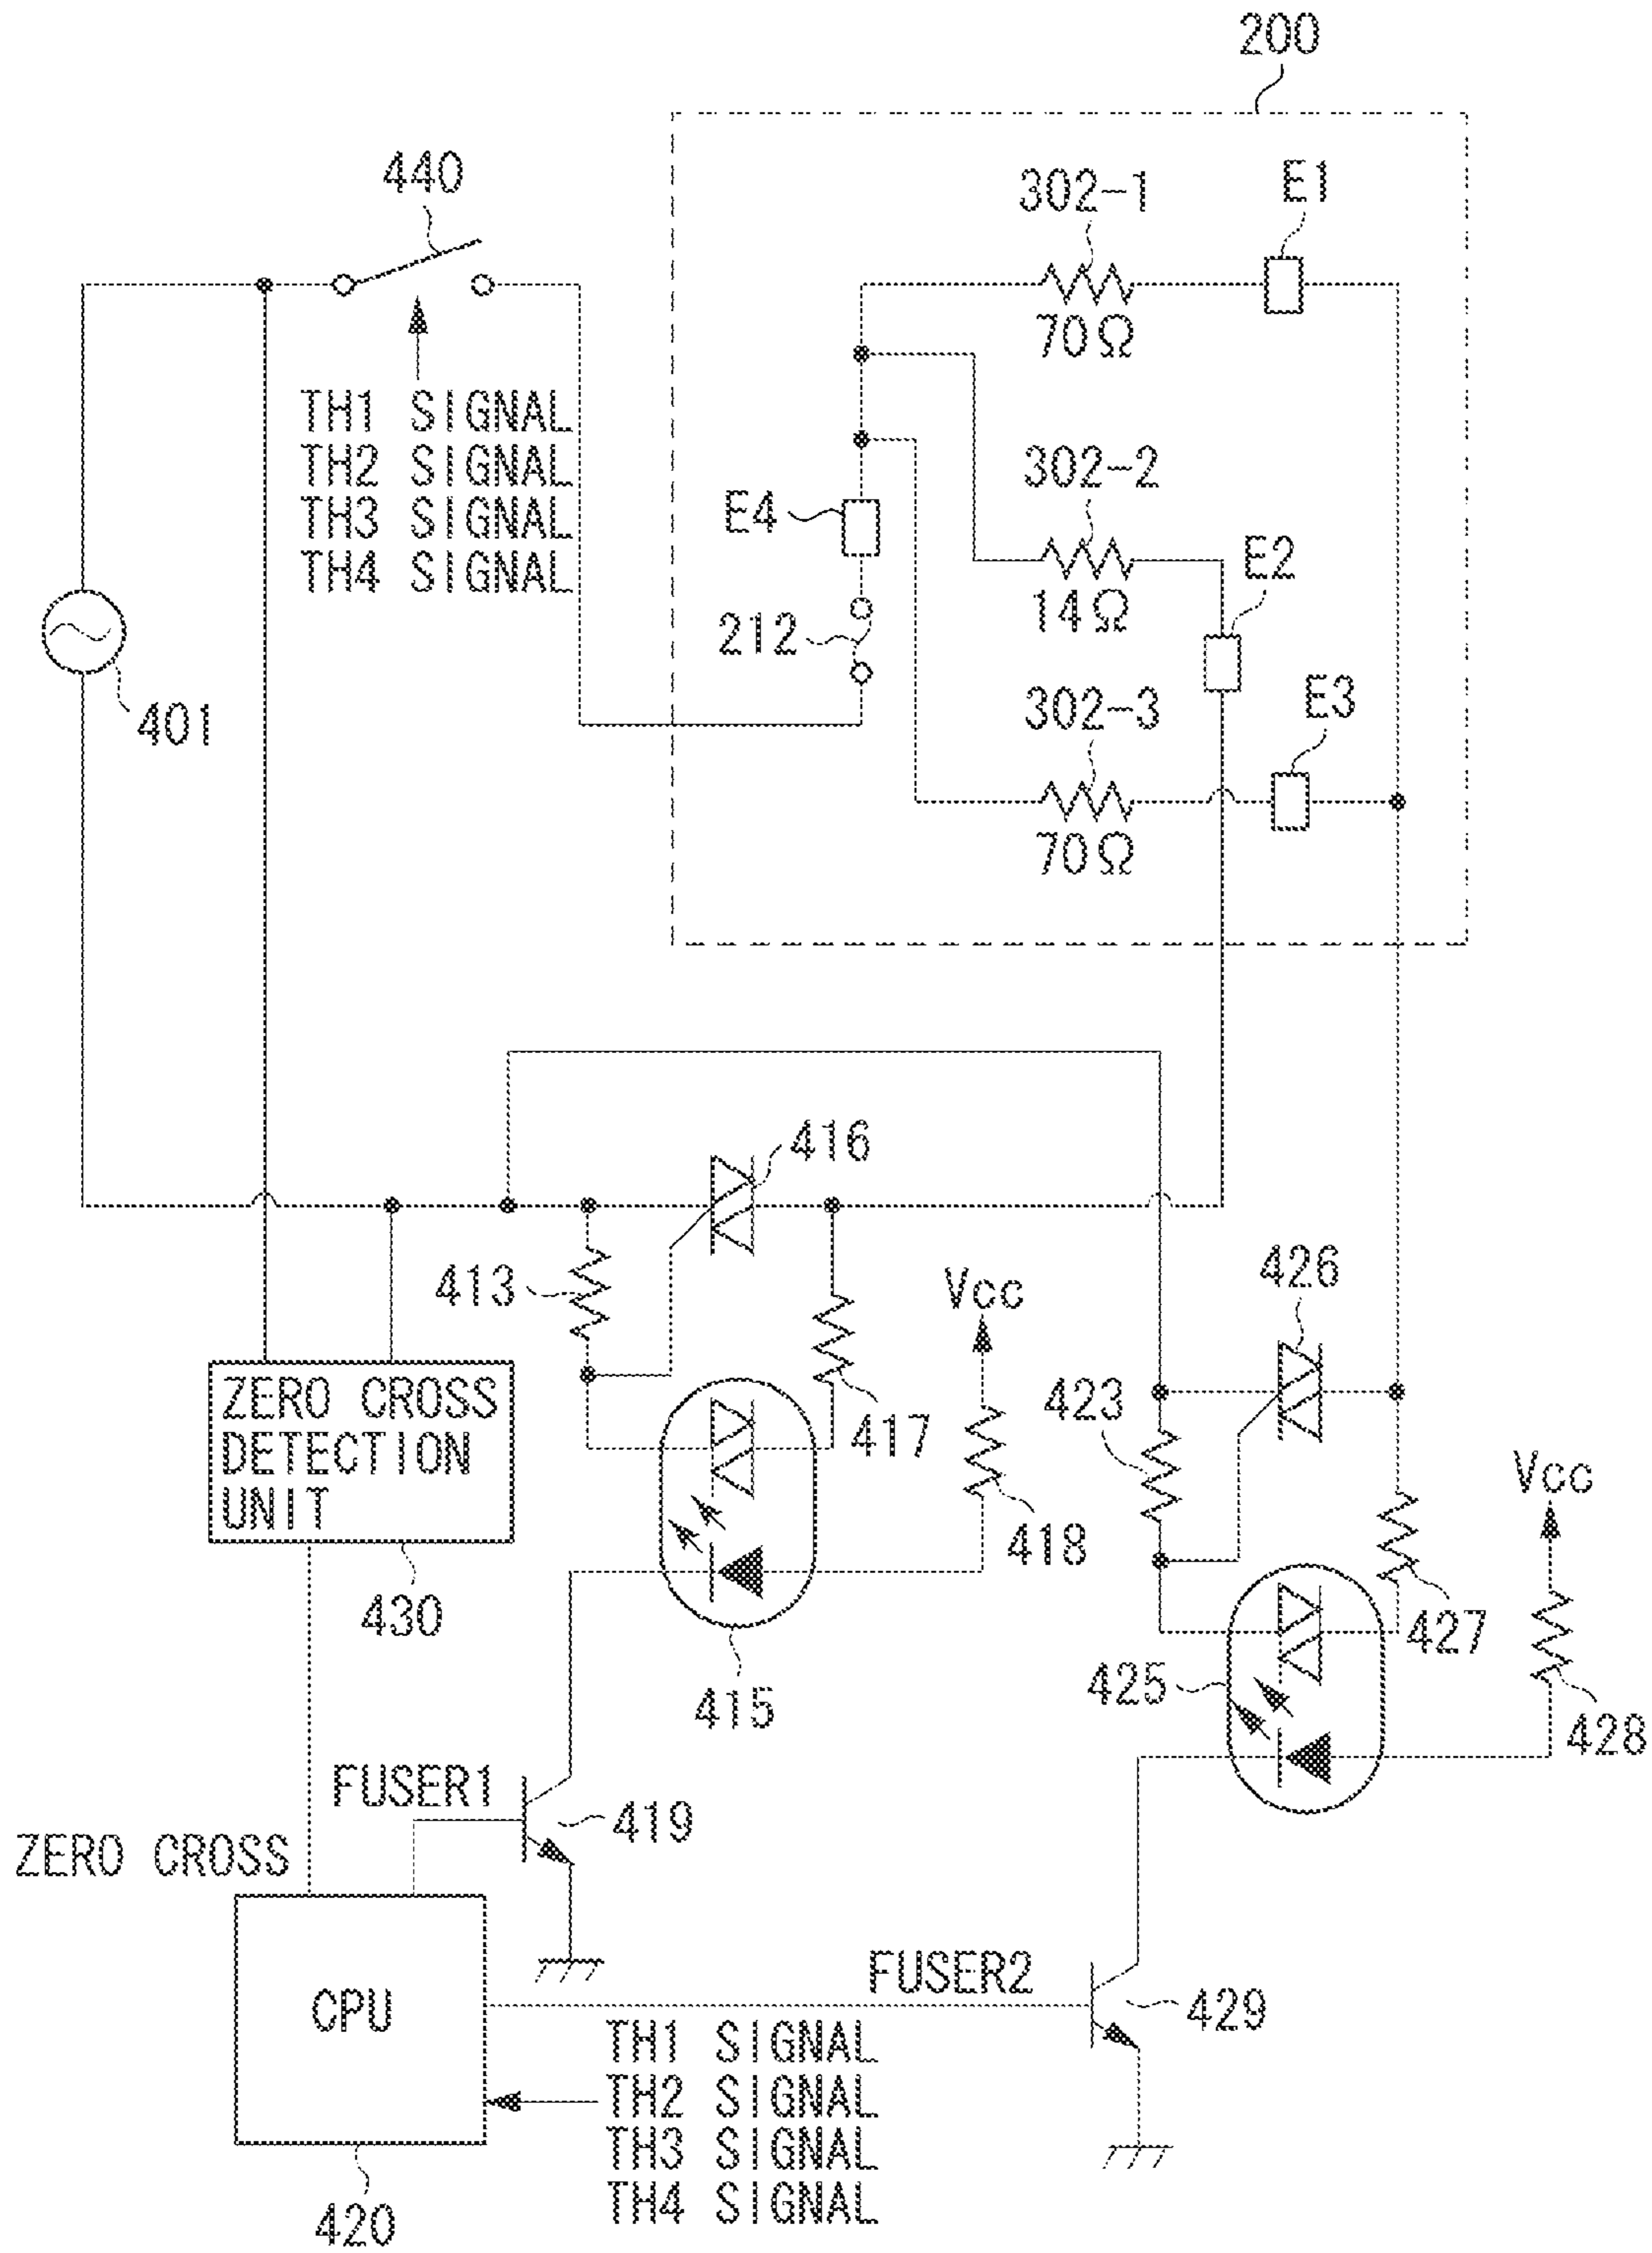 200
440
302-1
E1
70Ω
TH1 SIGNAL
TH2 SIGNAL
TH3 SIGNAL
TH4 SIGNAL
302-2
E4
E2
14Ω
212
401
302-3
E3
70Ω
416
413
Vcc
426
ZERO CROSS
DETECTION
UNIT
417
423
418
Vcc
430
427
415
425
428
FUSER1
419
ZERO CROSS
CPU
FUSER2
429
TH1 SIGNAL
TH2 SIGNAL
TH3 SIGNAL
TH4 SIGNAL
420